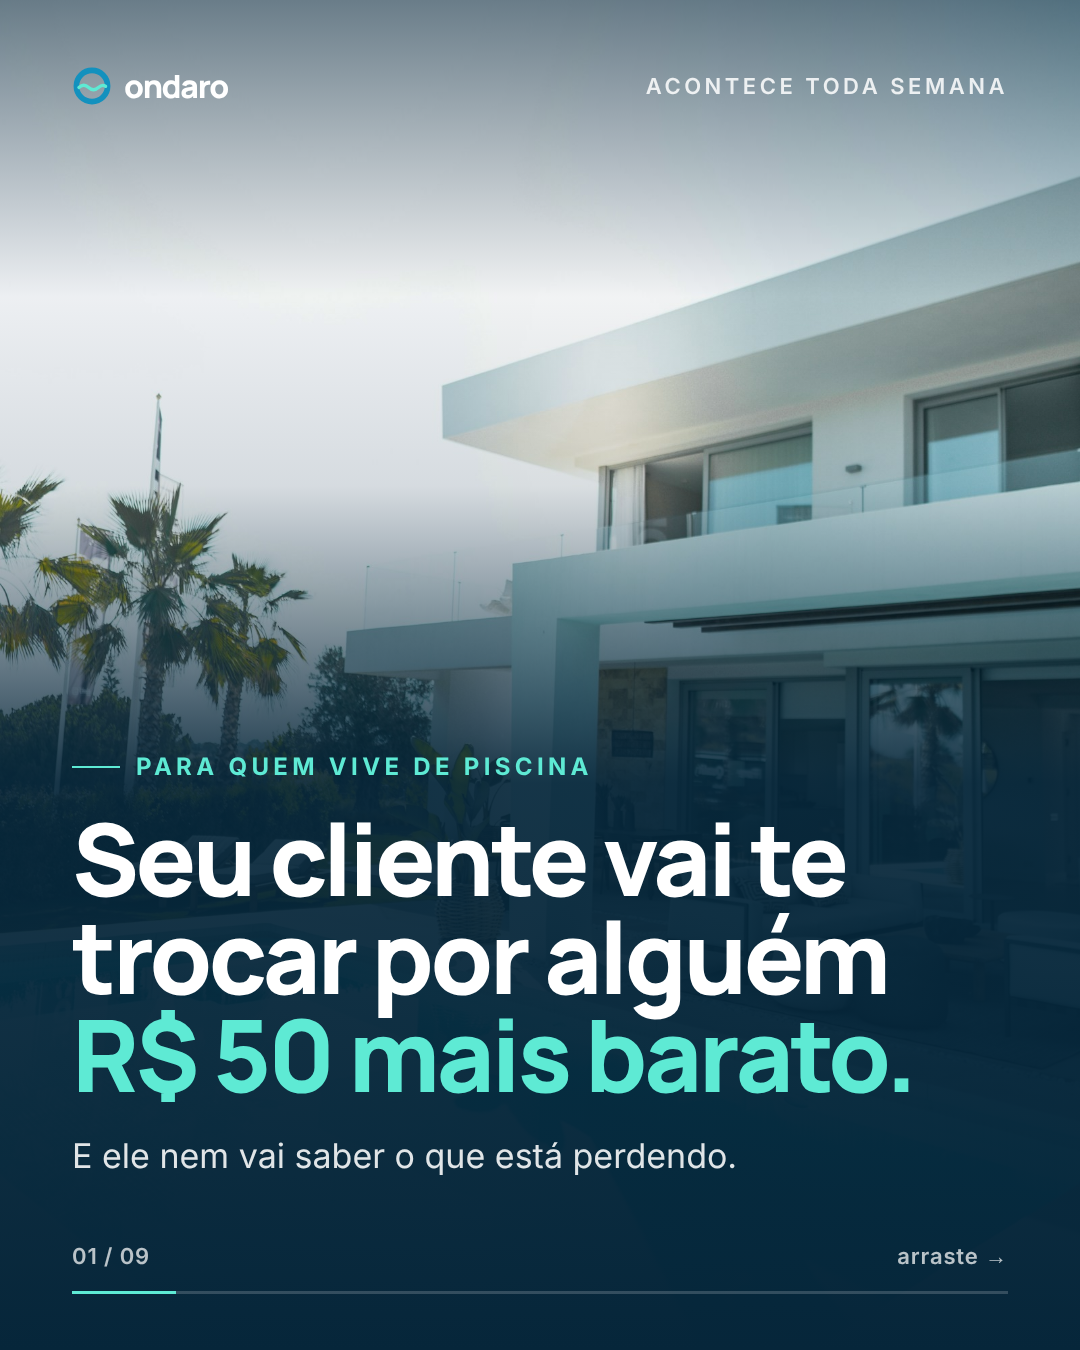 ondaro
ACONTECE TODA SEMANA
PARA QUEM VIVE DE PISCINA
Seu cliente vai te
trocar por alguém
R$ 50 mais barato.
E ele nem vai saber o que está perdendo.
01 / 09
arraste →